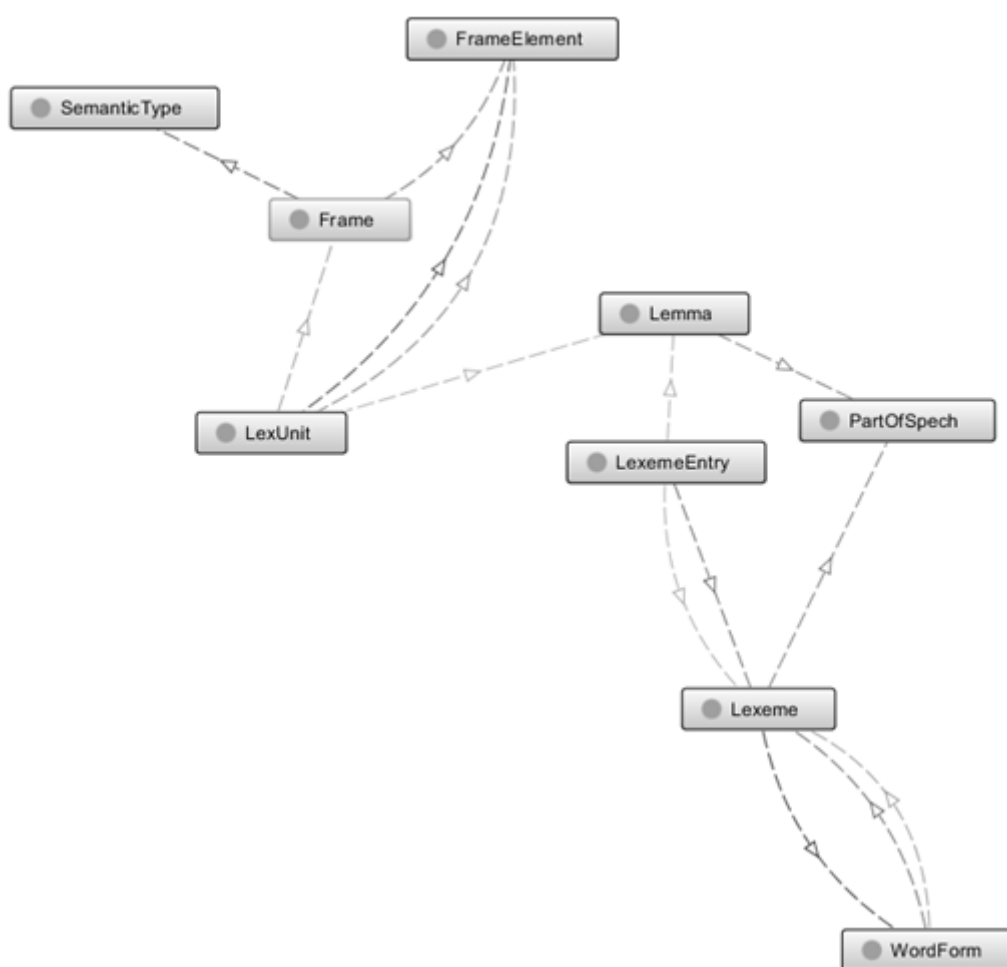 FrameElement
SemanticType
Frame
Lemma
LexUnit
PartOfSpech
LexemeEntry
Lexeme
WordForm